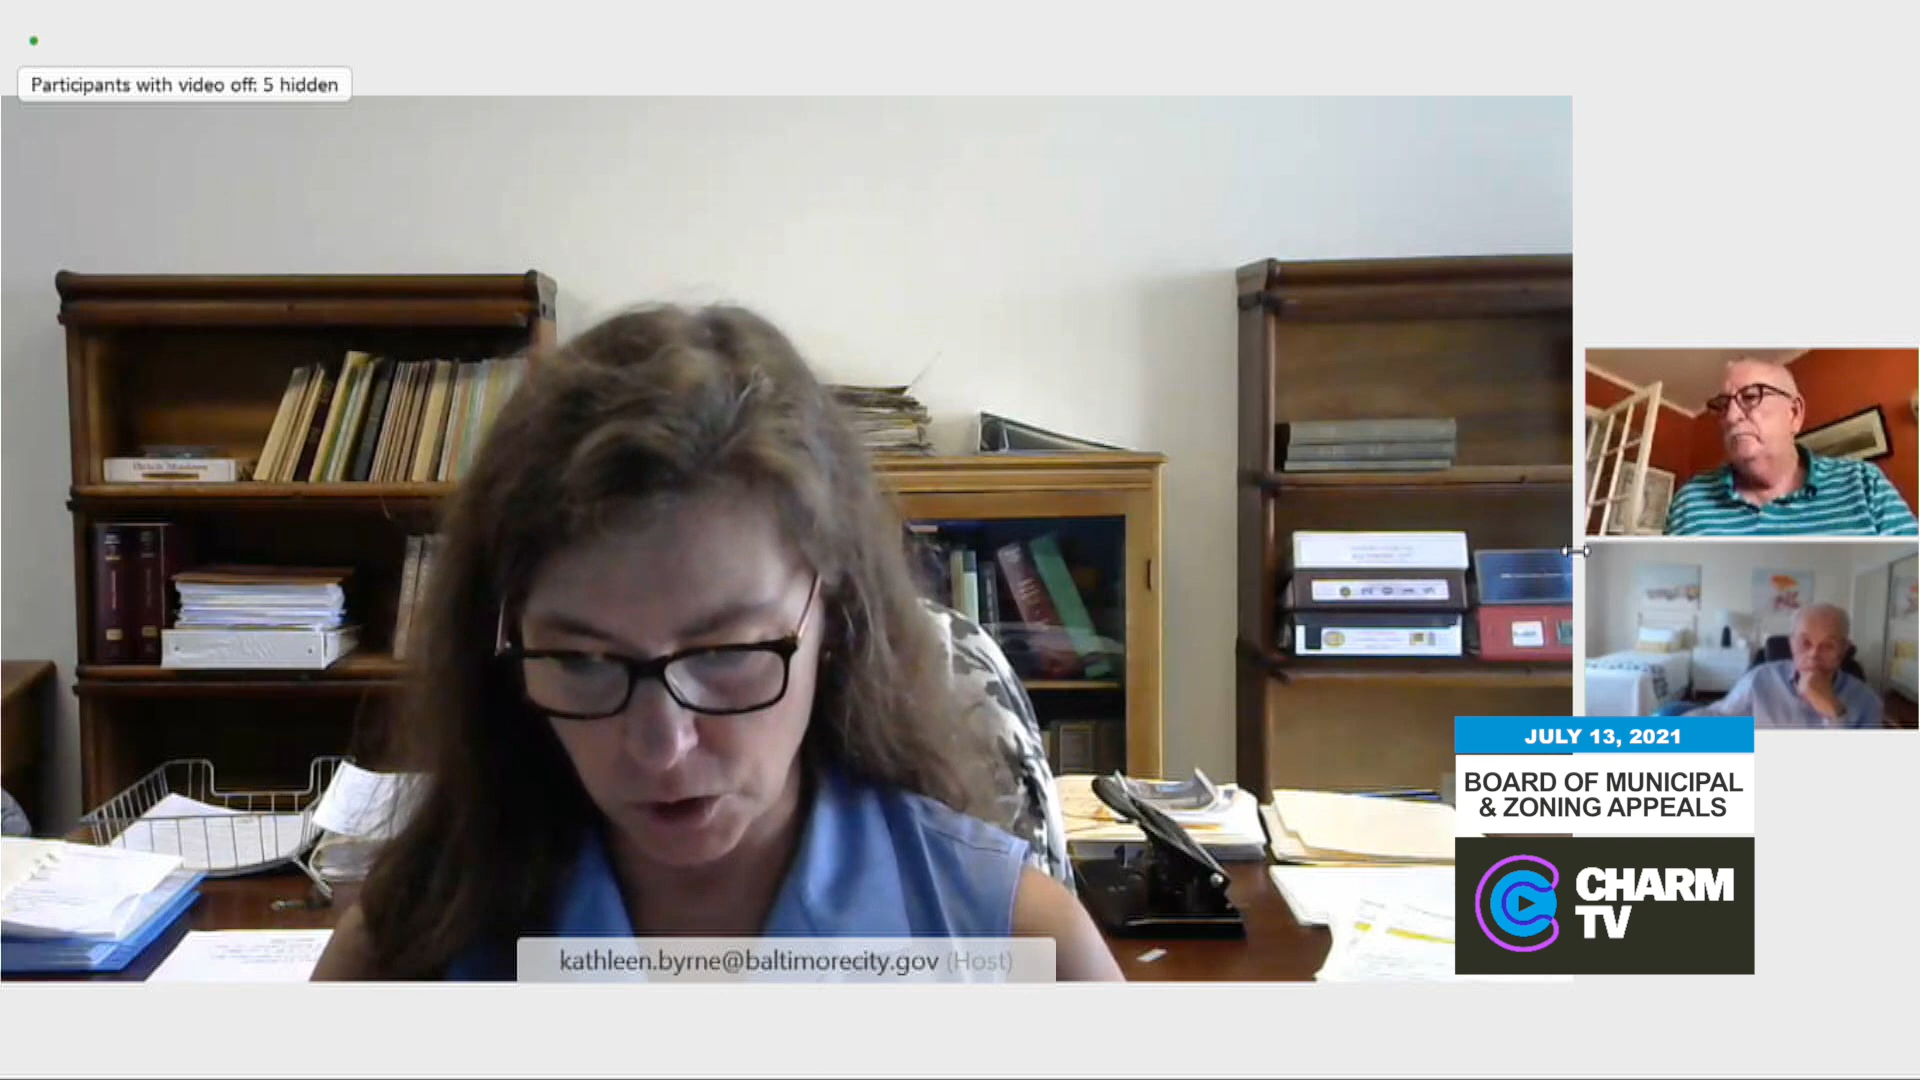 Participants with video off: 5 hidden
JULY 13, 2021
BOARD OF MUNICIPAL
& ZONING APPEALS
CHARM
TV
kathleen.byrne@baltimorecity.gov (Host)